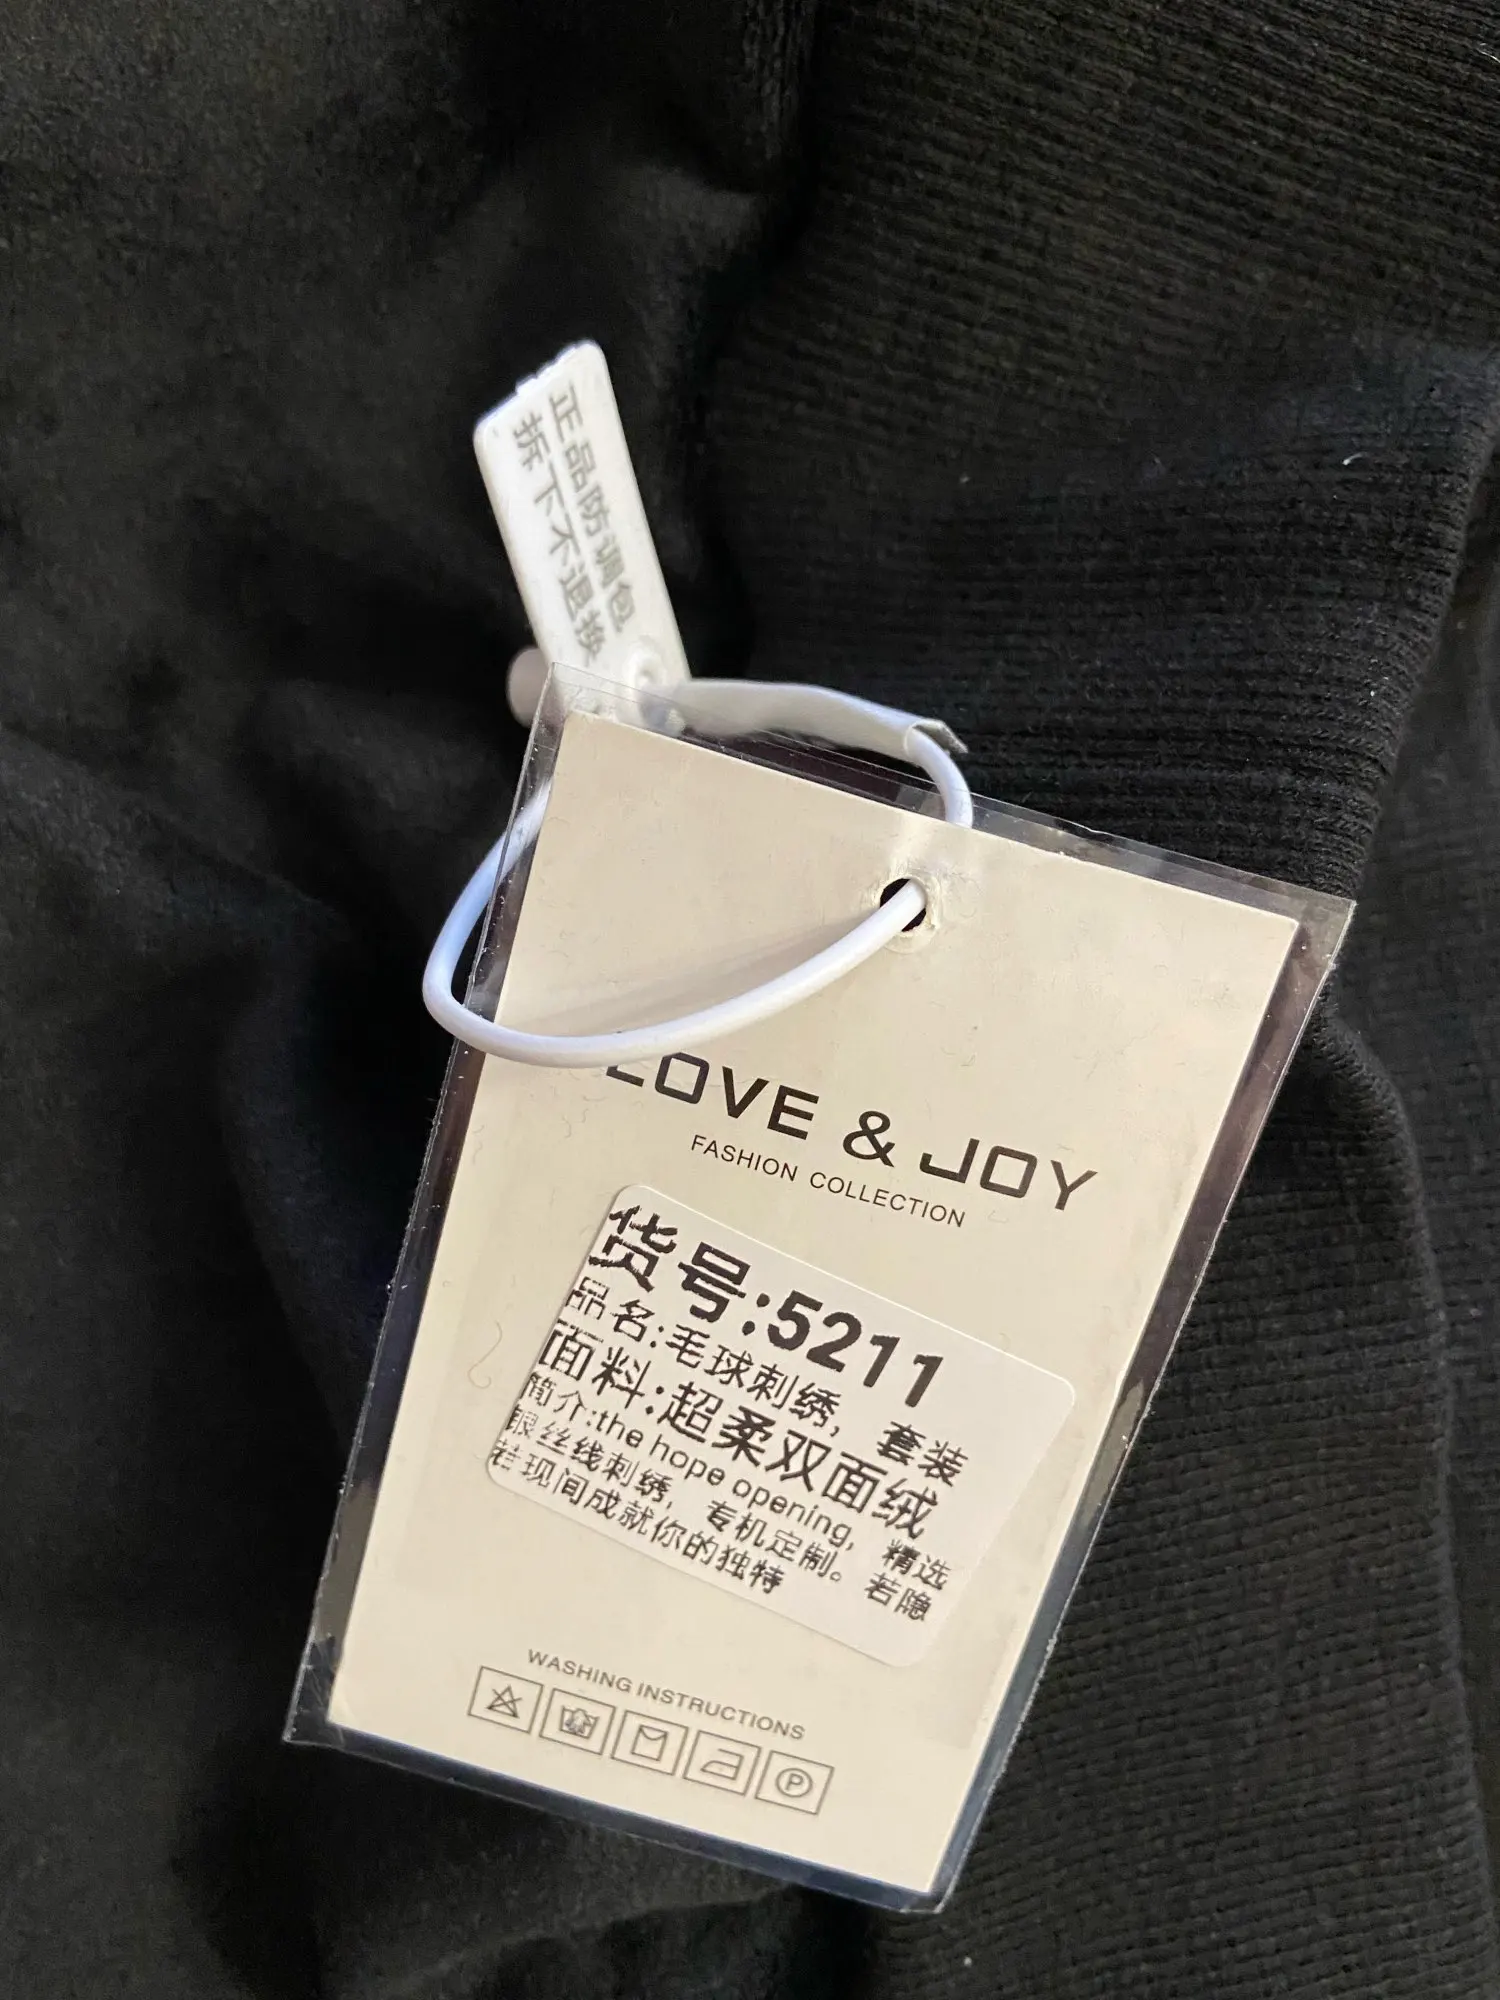 正品防调包
拆下不退换
LOVE & JOY
FASHION COLLECTION
货号:5211
品名:毛球刺绣，套装
面料:超柔双面绒
简介:the hope opening, 精选
银丝线刺绣，专机定制。若隐
若现间成就你的独特
WASHING INSTRUCTIONS
P